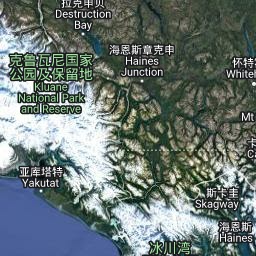 拉克申贝
Destruction
Bay
海恩斯章克申
Haines
Junction
克鲁瓦尼国家
公园及保留地
Kluane
National Park
and Reserve
怀特
Whiteh
Mt
亚库塔特
Yakutat
斯卡圭
Skagway
海恩斯
Haines
冰川湾